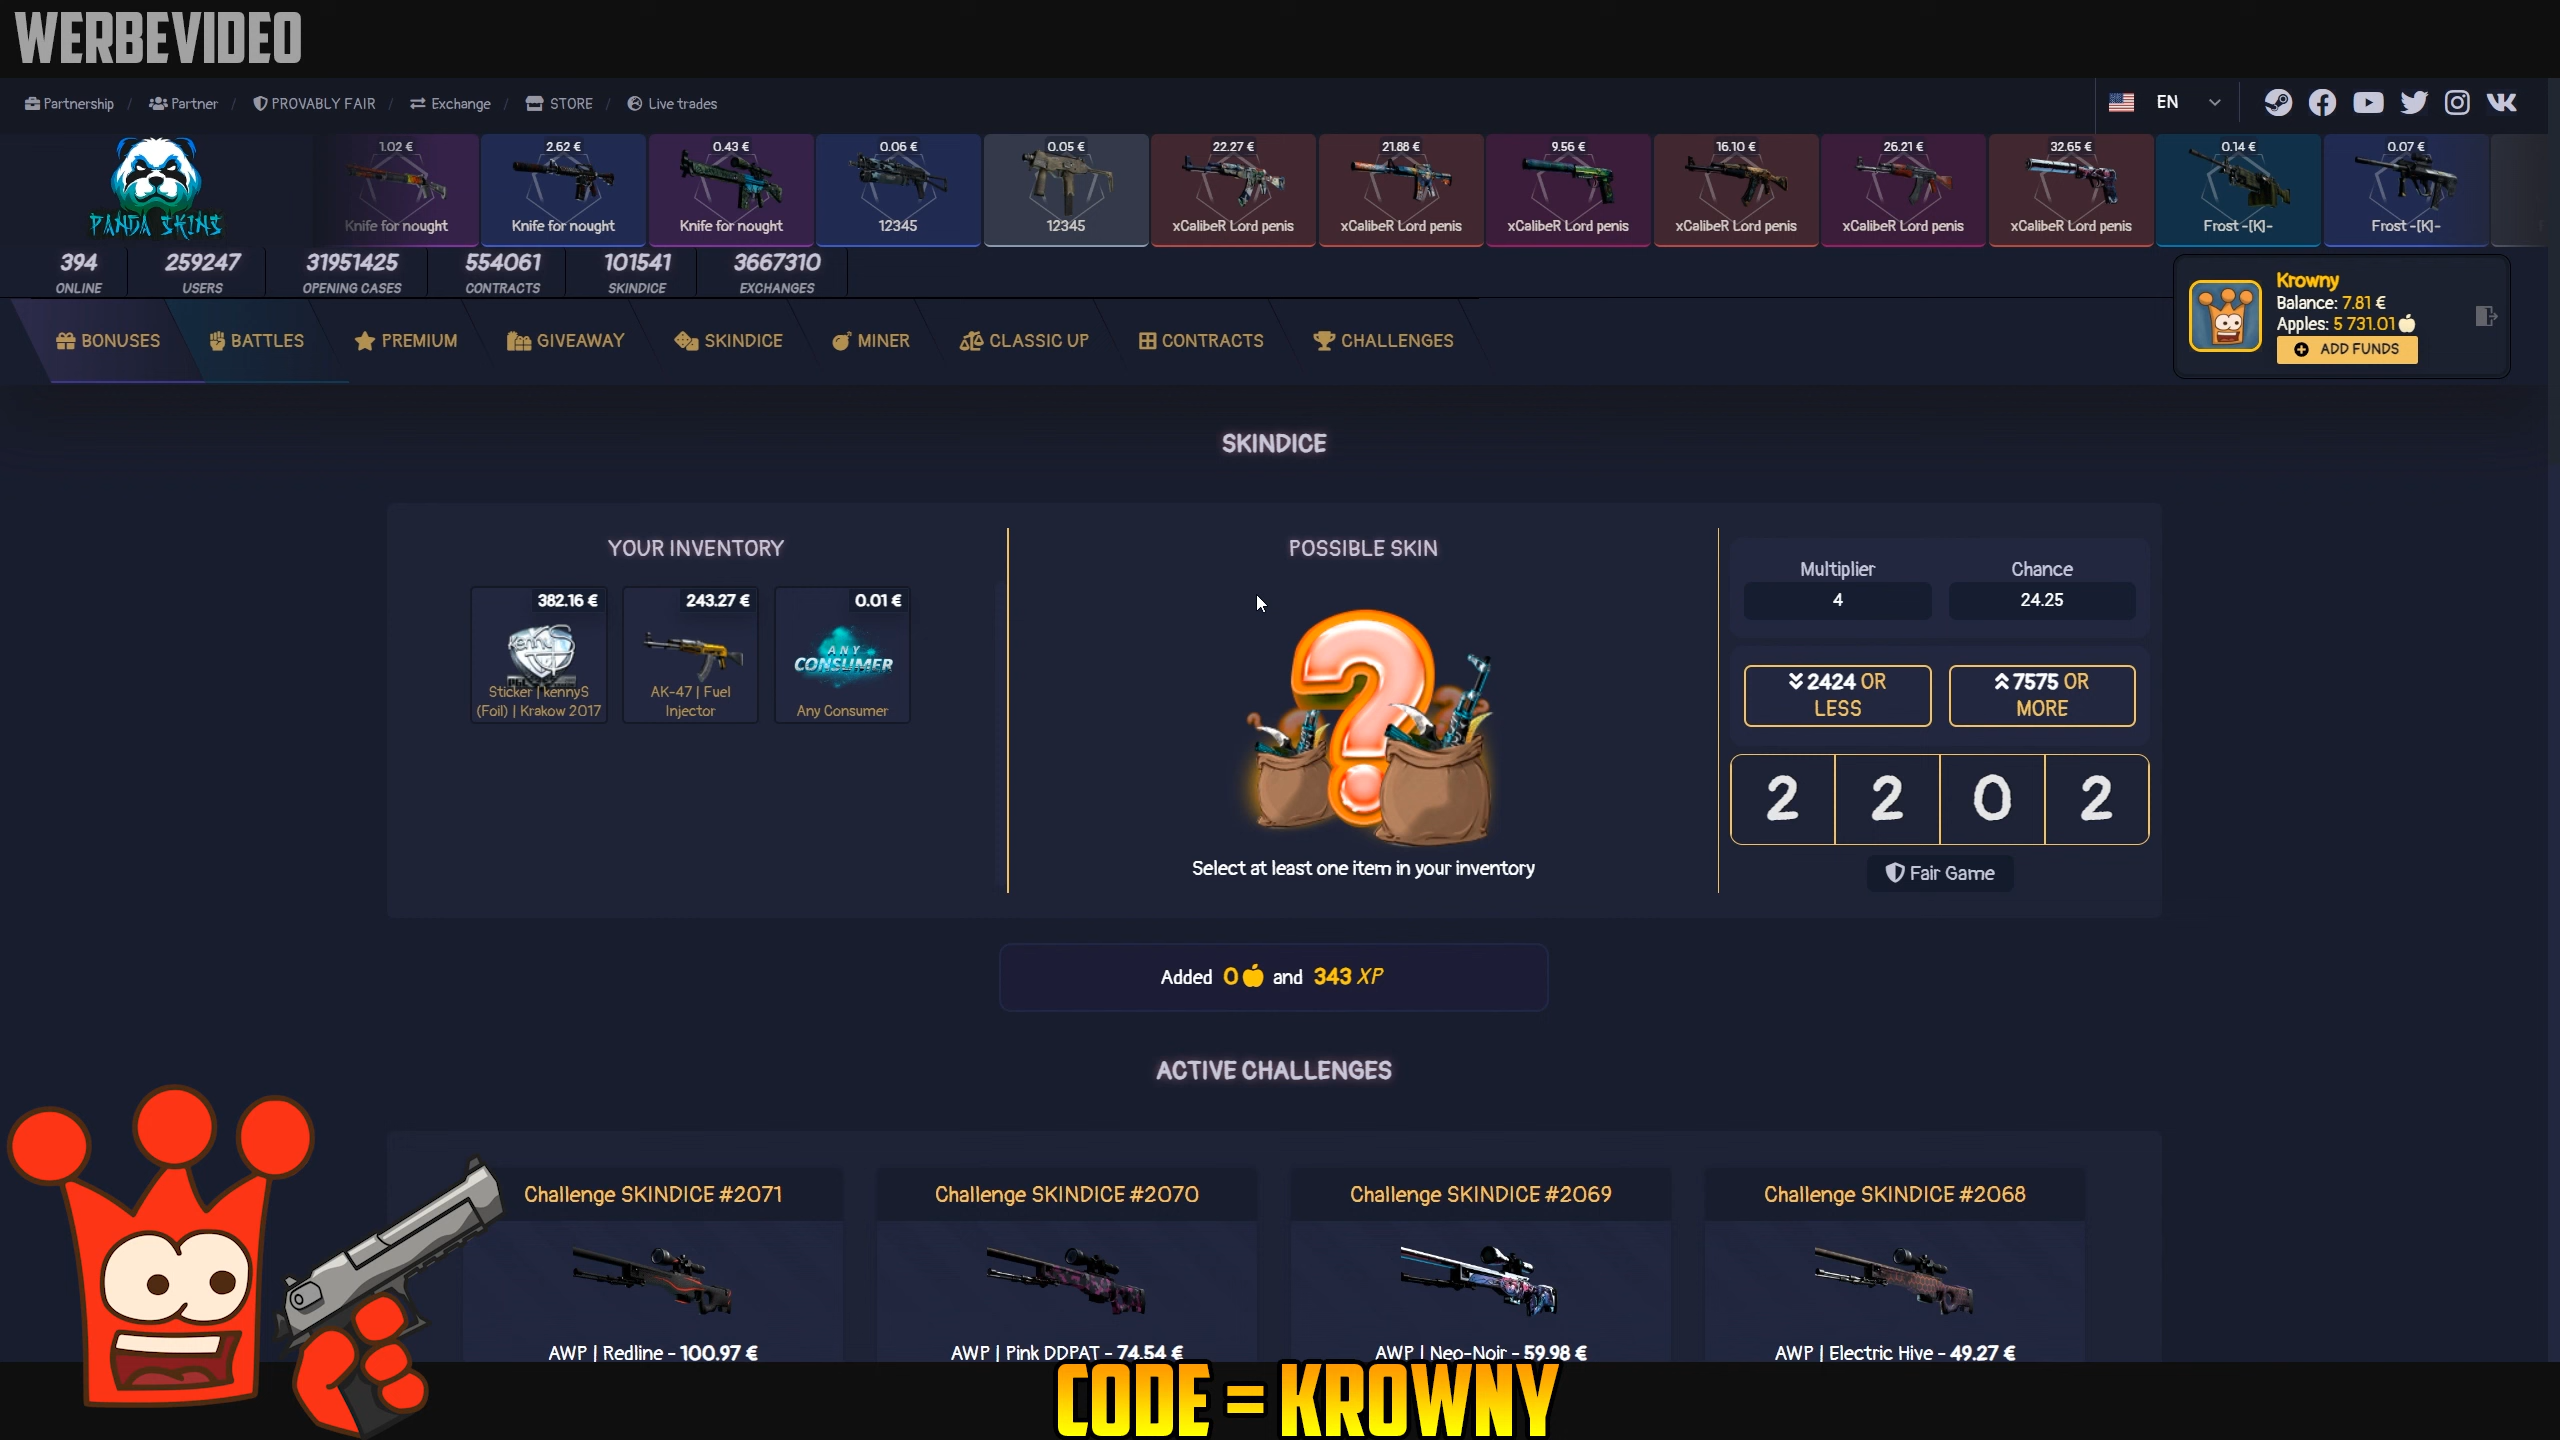 WERBEVIDEO
Partnership / Partner / PROVABLY FAIR / Exchange / STORE / Live trades
EN
PANDA SKINS
1.02 €
Knife for nought
2.62 €
Knife for nought
0.43 €
Knife for nought
0.06 €
12345
0.05 €
12345
22.27 €
xCalibeR Lord penis
21.88 €
xCalibeR Lord penis
9.56 €
xCalibeR Lord penis
16.10 €
xCalibeR Lord penis
26.21 €
xCalibeR Lord penis
32.65 €
xCalibeR Lord penis
0.14 €
Frost -[K]-
0.07 €
Frost -[K]-
394
ONLINE
259247
USERS
31951425
OPENING CASES
554061
CONTRACTS
101541
SKINDICE
3667310
EXCHANGES
Krowny
Balance: 7.81 €
Apples: 5 731.01
ADD FUNDS
BONUSES
BATTLES
PREMIUM
GIVEAWAY
SKINDICE
MINER
CLASSIC UP
CONTRACTS
CHALLENGES
SKINDICE
YOUR INVENTORY
382.16 €
Sticker | kennyS
(Foil) | Krakow 2017
243.27 €
AK-47 | Fuel
Injector
0.01 €
ANY
CONSUMER
Any Consumer
POSSIBLE SKIN
?
Select at least one item in your inventory
Multiplier
4
Chance
24.25
2424 OR
LESS
7575 OR
MORE
2 2 0 2
Fair Game
Added 0 and 343 XP
ACTIVE CHALLENGES
Challenge SKINDICE #2071
AWP | Redline - 100.97 €
Challenge SKINDICE #2070
AWP | Pink DDPAT - 74.54 €
Challenge SKINDICE #2069
AWP | Neo-Noir - 59.98 €
Challenge SKINDICE #2068
AWP | Electric Hive - 49.27 €
CODE = KROWNY